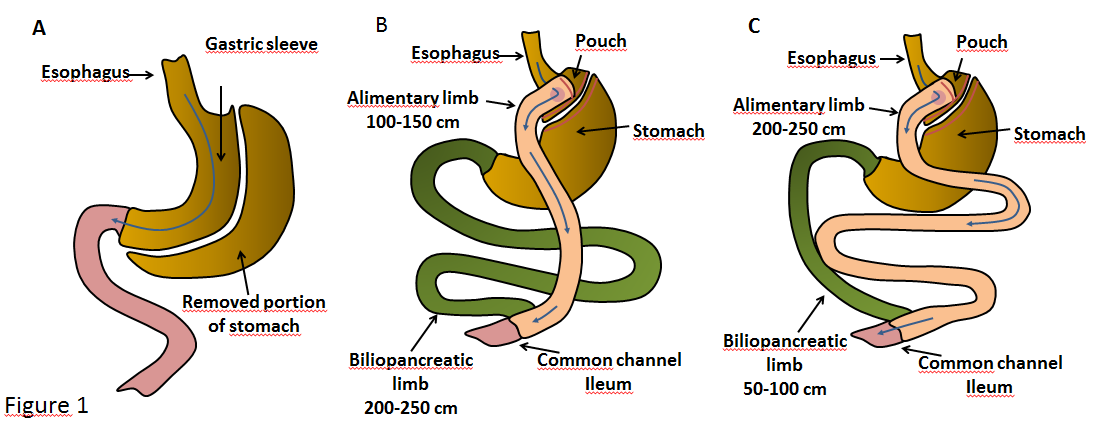 A
Gastric sleeve
Esophagus
Removed portion
of stomach
Figure 1
B
Esophagus
Pouch
Alimentary limb
100-150 cm
Stomach
Biliopancreatic
limb
200-250 cm
Common channel
Ileum
C
Esophagus
Pouch
Alimentary limb
200-250 cm
Stomach
Biliopancreatic
limb
50-100 cm
Common channel
Ileum